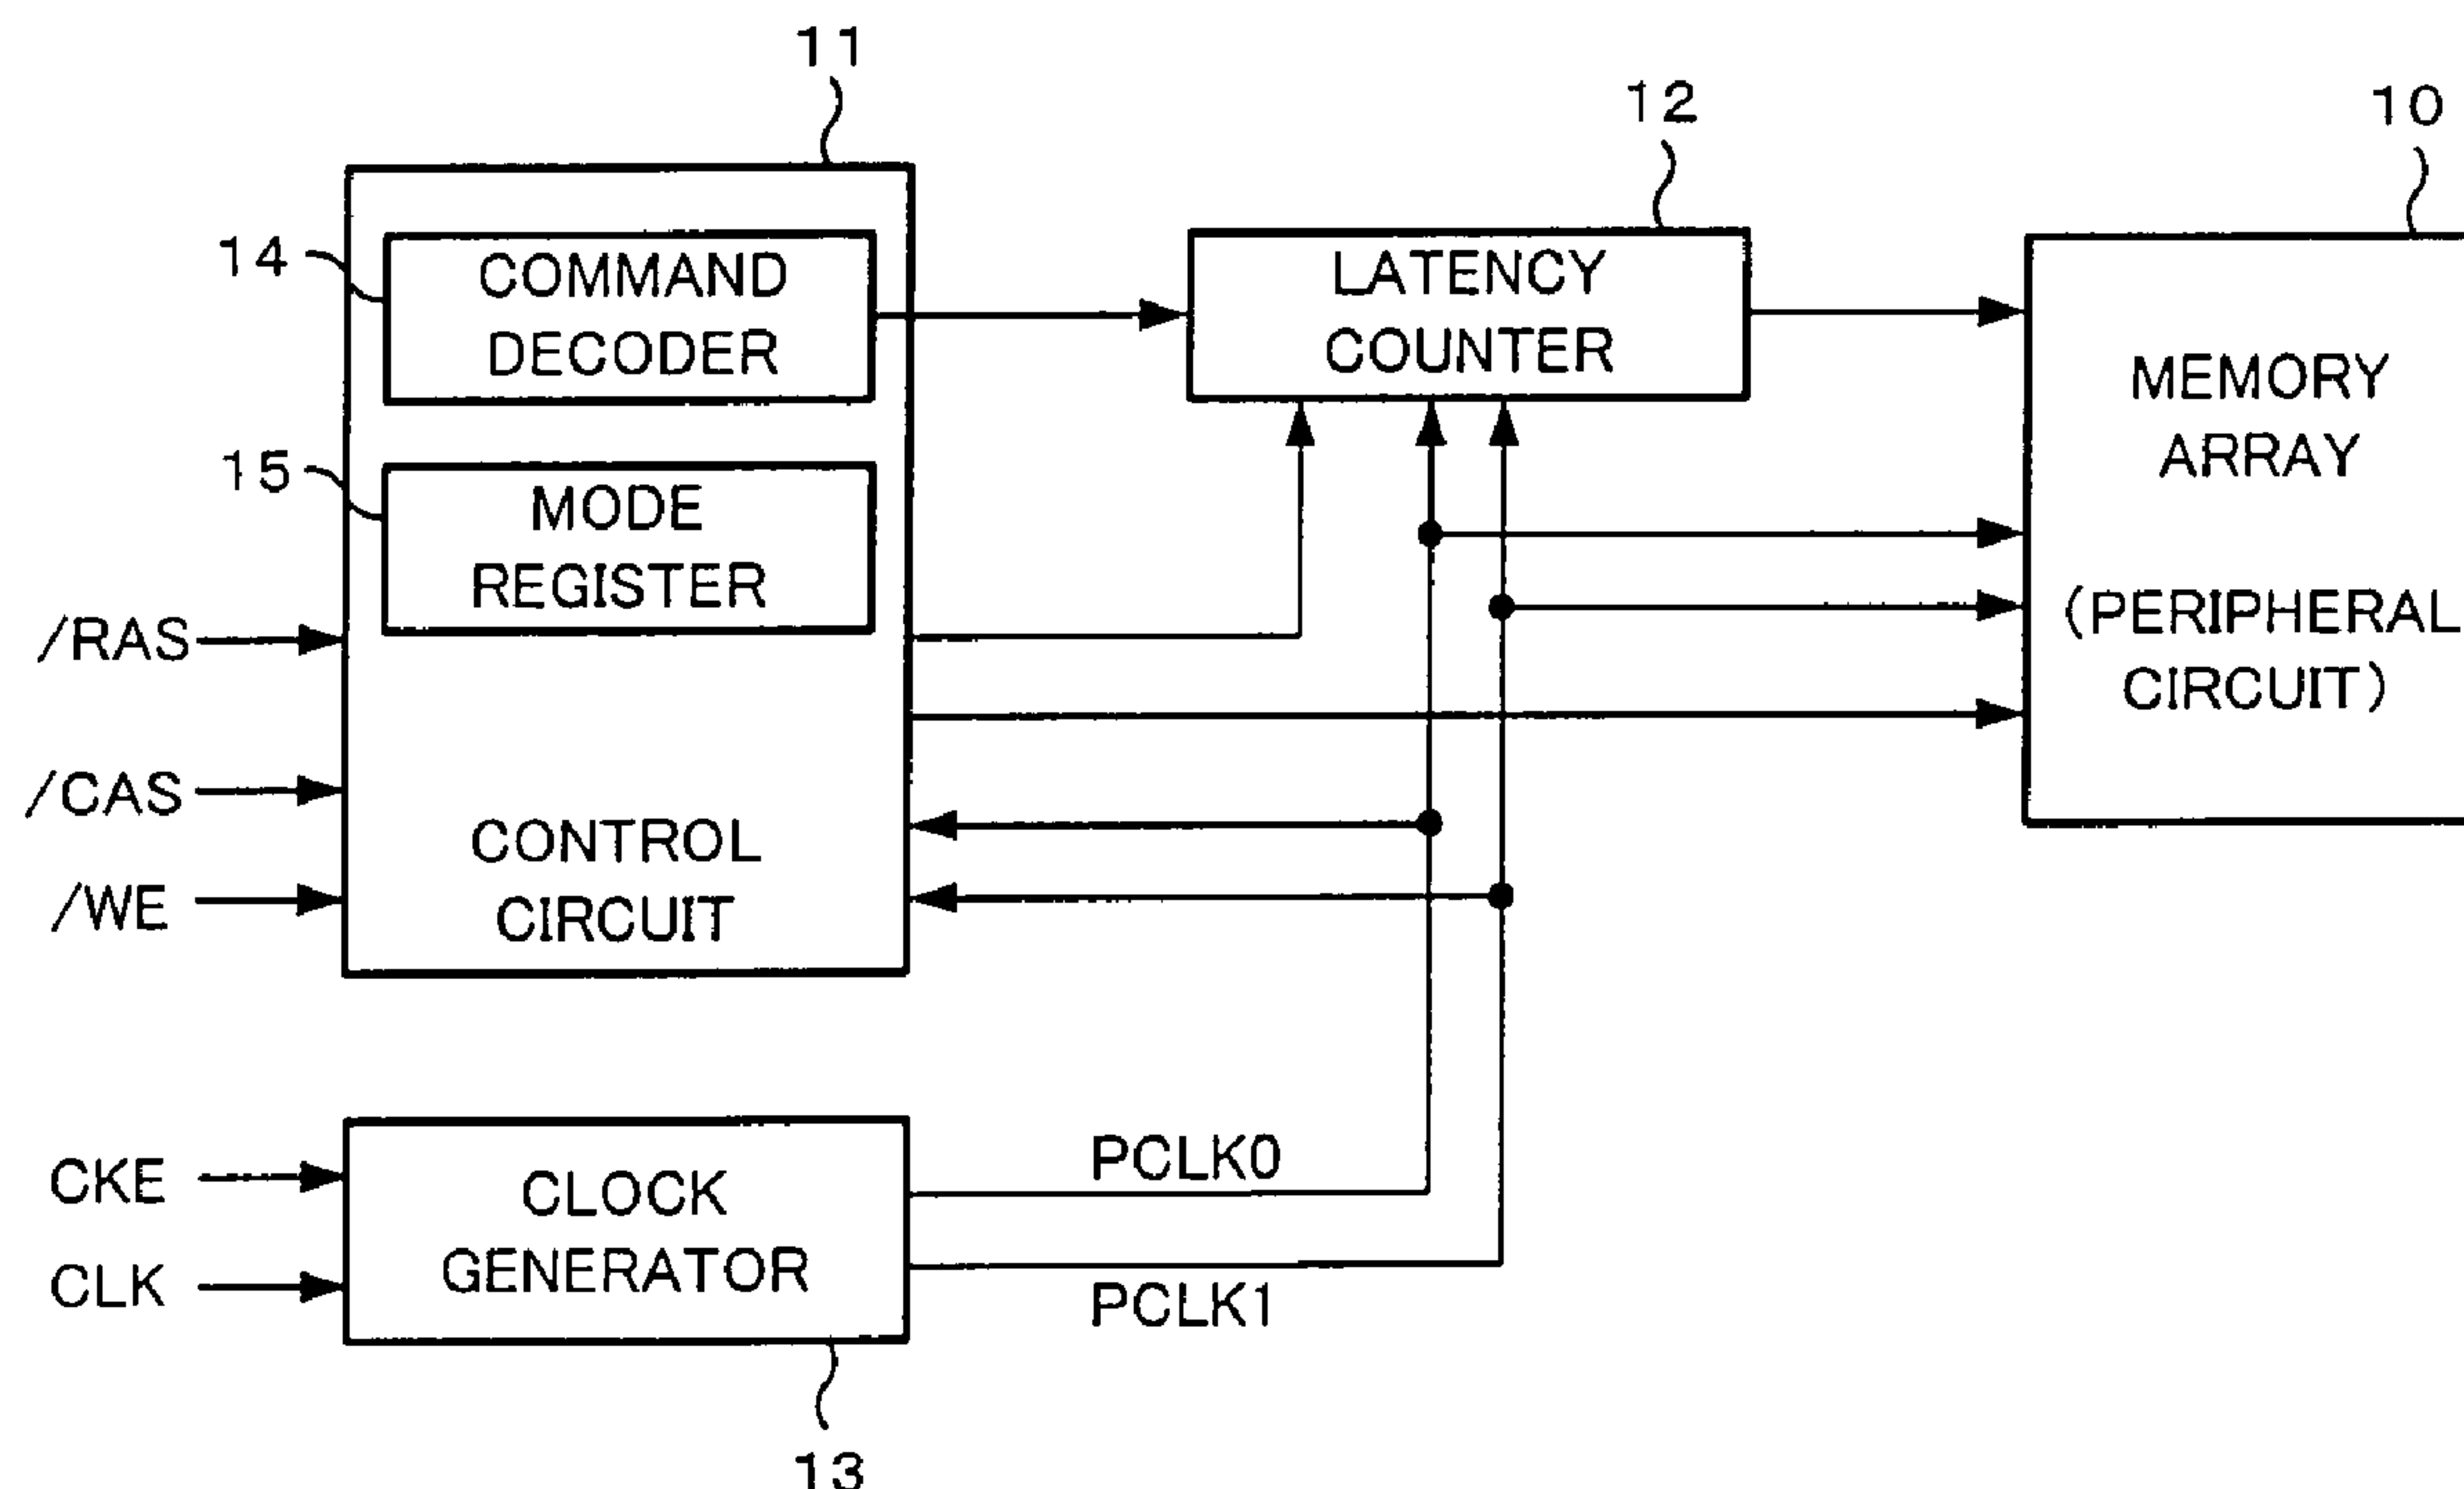 11
12
10
14
COMMAND
DECODER
LATENCY
COUNTER
MEMORY
ARRAY
(PERIPHERAL
CIRCUIT)
15
MODE
REGISTER
/RAS
/CAS
/WE
CONTROL
CIRCUIT
CKE
CLK
CLOCK
GENERATOR
PCLK0
PCLK1
13